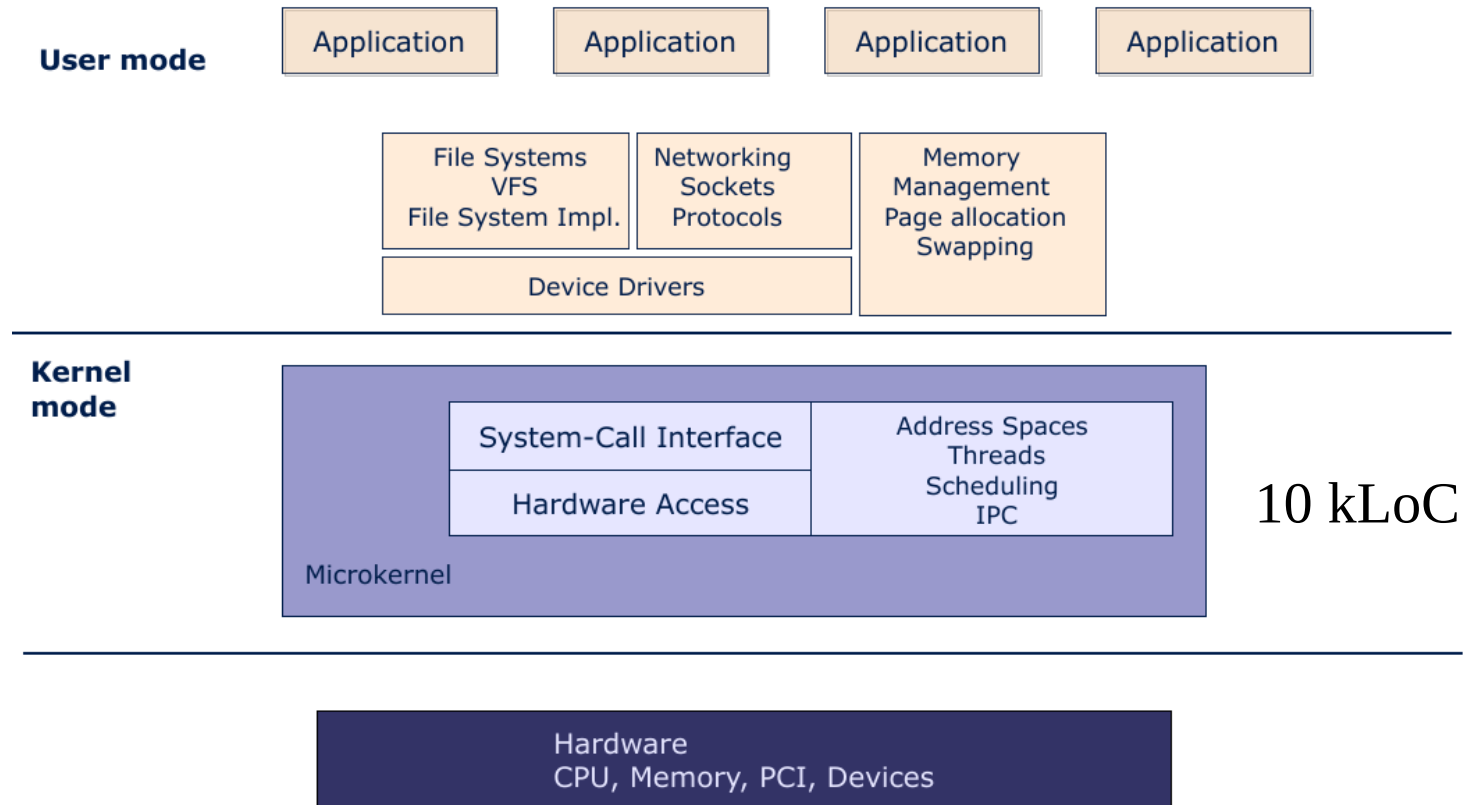 User mode
Application
Application
Application
Application
File Systems
VFS
File System Impl.
Networking
Sockets
Protocols
Memory
Management
Page allocation
Swapping
Device Drivers
Kernel
mode
System-Call Interface
Hardware Access
Address Spaces
Threads
Scheduling
IPC
Microkernel
10 kLoC
Hardware
CPU, Memory, PCI, Devices